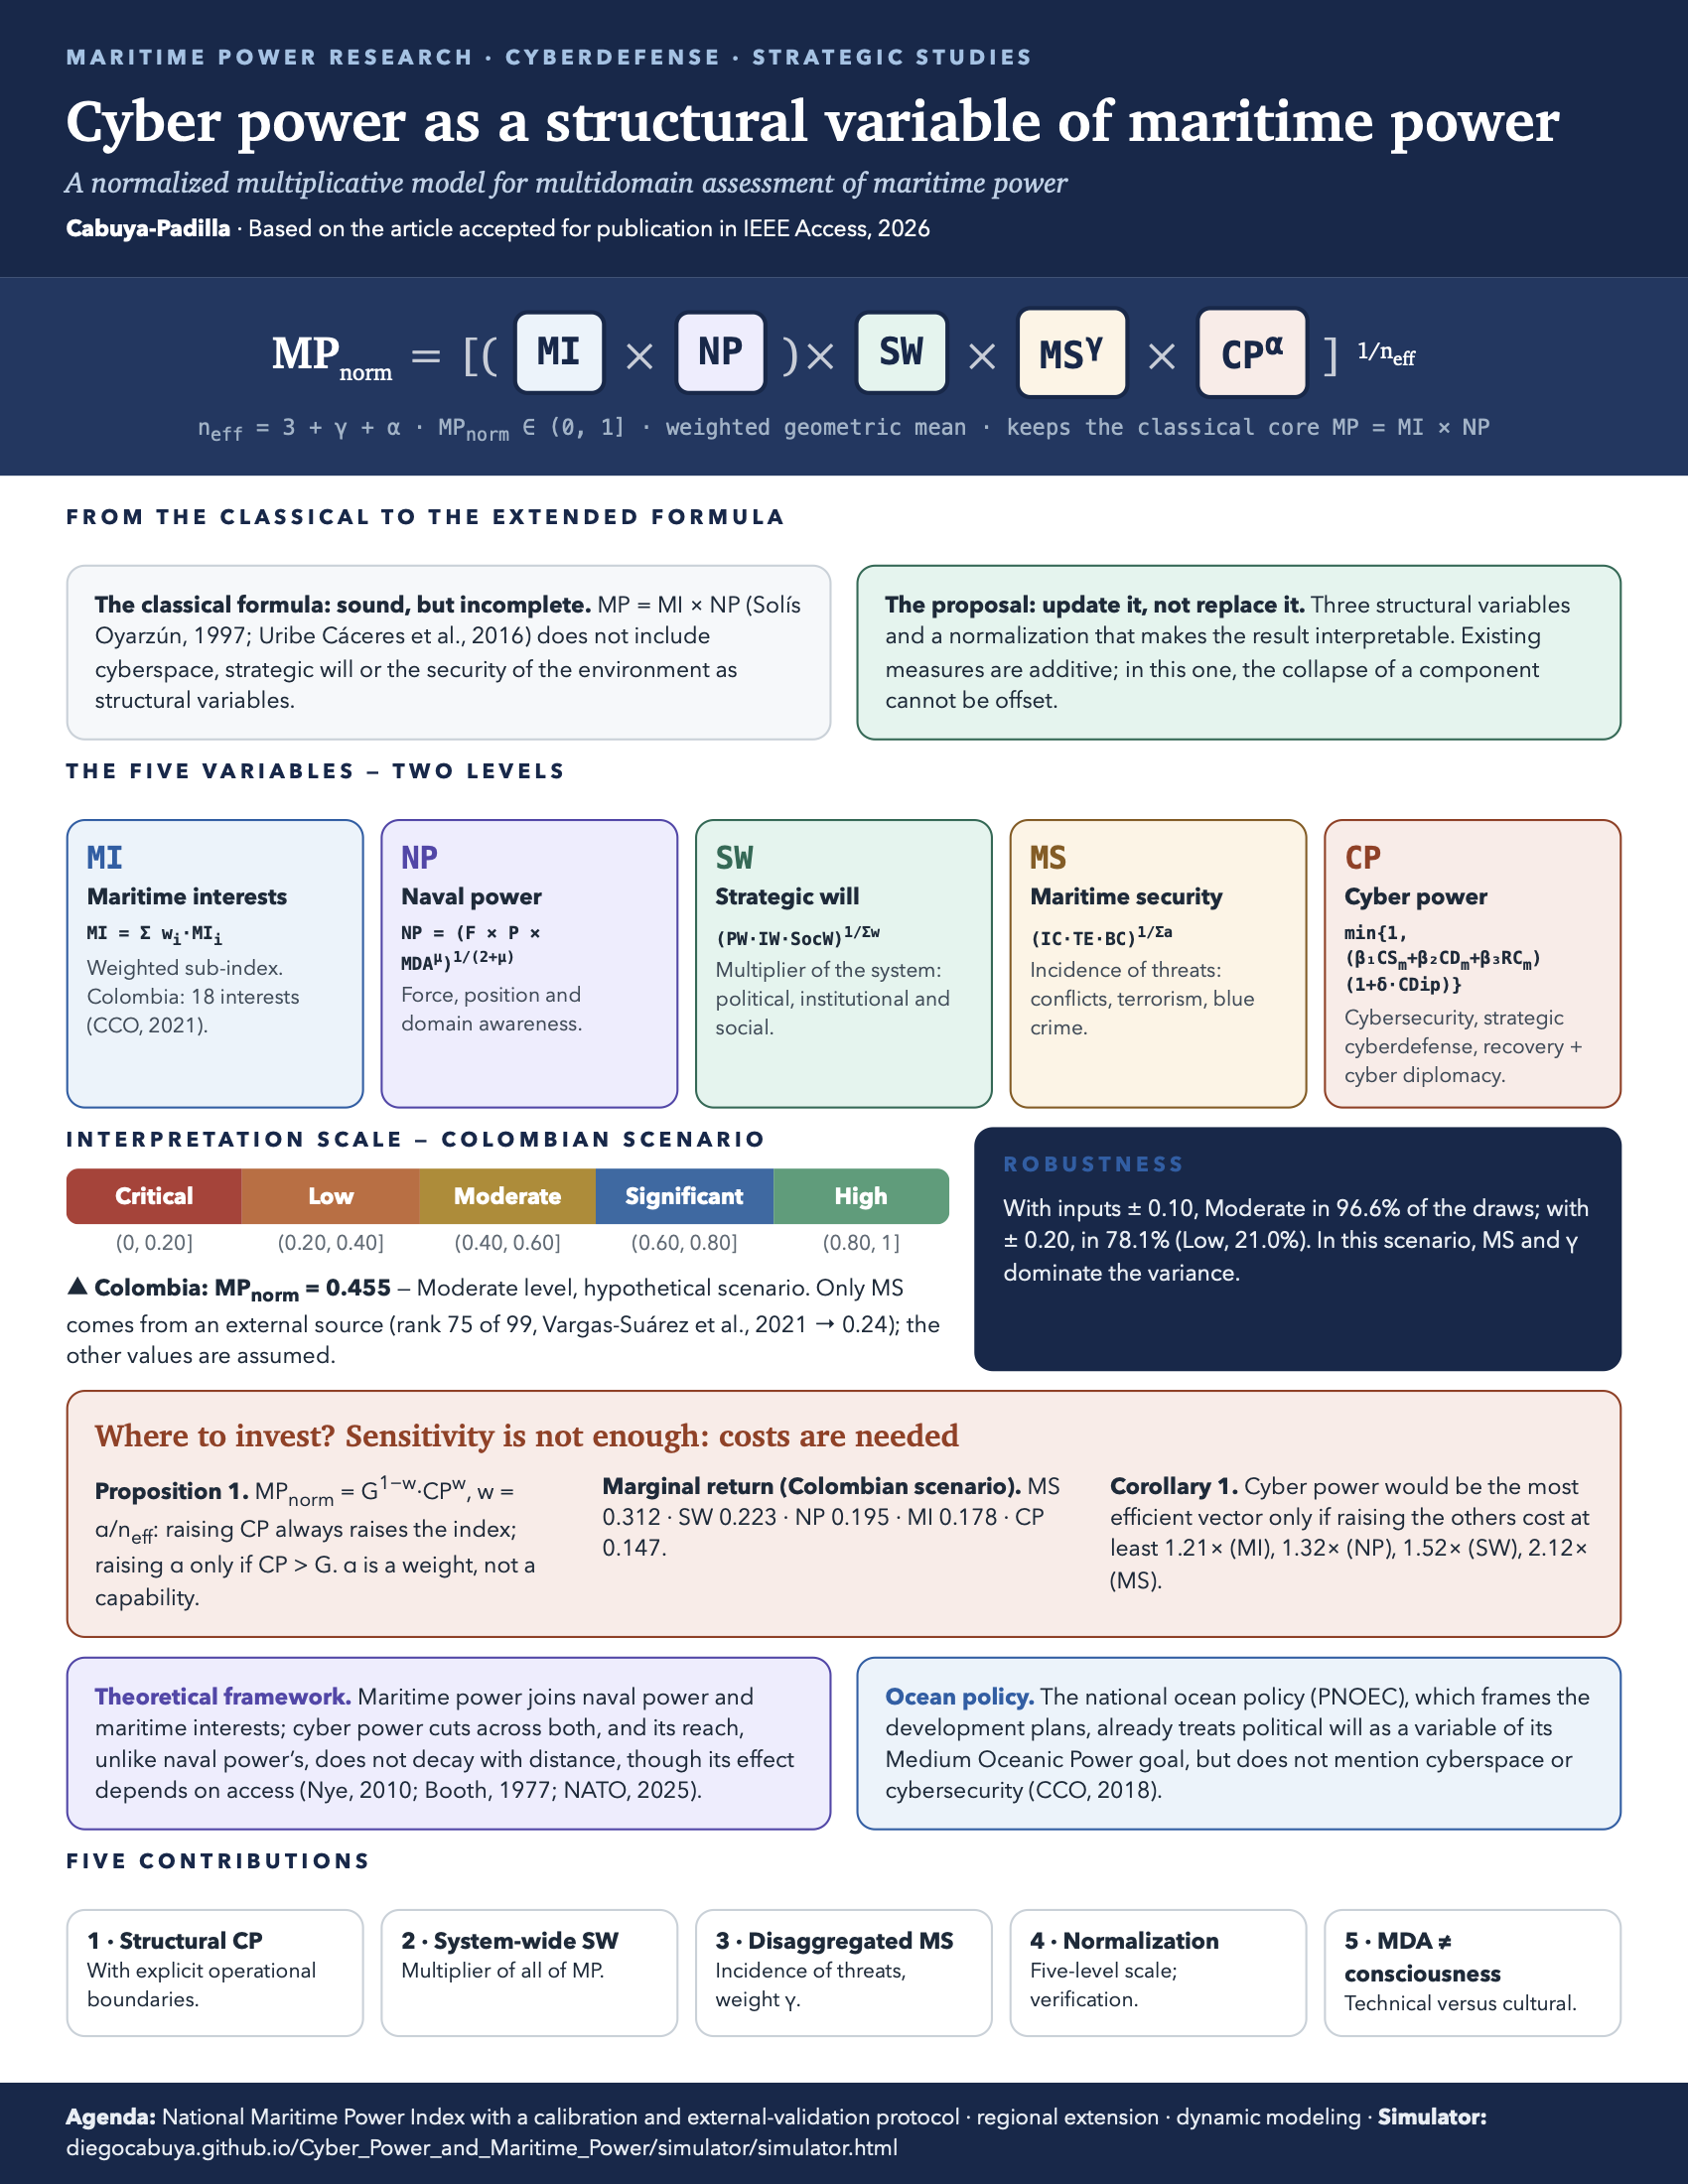 MARITIME POWER RESEARCH · CYBERDEFENSE · STRATEGIC STUDIES
Cyber power as a structural variable of maritime power
A normalized multiplicative model for multidomain assessment of maritime power
Cabuya-Padilla · Based on the article accepted for publication in IEEE Access, 2026
MPnorm = [( MI × NP )× SW × MSγ × CPα ] 1/neff
neff = 3 + γ + α · MPnorm ∈ (0, 1] · weighted geometric mean · keeps the classical core MP = MI × NP
FROM THE CLASSICAL TO THE EXTENDED FORMULA
The classical formula: sound, but incomplete. MP = MI × NP (Solís
Oyarzún, 1997; Uribe Cáceres et al., 2016) does not include
cyberspace, strategic will or the security of the environment as
structural variables.
The proposal: update it, not replace it. Three structural variables
and a normalization that makes the result interpretable. Existing
measures are additive; in this one, the collapse of a component
cannot be offset.
THE FIVE VARIABLES – TWO LEVELS
MI
Maritime interests
MI = Σ wi·MIi
Weighted sub-index.
Colombia: 18 interests
(CCO, 2021).
NP
Naval power
NP = (F × P ×
MDAμ)1/(2+μ)
Force, position and
domain awareness.
SW
Strategic will
(PW·IW·SocW)1/Σw
Multiplier of the system:
political, institutional and
social.
MS
Maritime security
(IC·TE·BC)1/Σa
Incidence of threats:
conflicts, terrorism, blue
crime.
CP
Cyber power
min{1,
(β₁CSm+β₂CDm+β₃RCm)
(1+δ·CDip)}
Cybersecurity, strategic
cyberdefense, recovery +
cyber diplomacy.
INTERPRETATION SCALE – COLOMBIAN SCENARIO
Critical Low Moderate Significant High
(0, 0.20] (0.20, 0.40] (0.40, 0.60] (0.60, 0.80] (0.80, 1]
▲ Colombia: MPnorm = 0.455 – Moderate level, hypothetical scenario. Only MS
comes from an external source (rank 75 of 99, Vargas-Suárez et al., 2021 → 0.24); the
other values are assumed.
ROBUSTNESS
With inputs ± 0.10, Moderate in 96.6% of the draws; with
± 0.20, in 78.1% (Low, 21.0%). In this scenario, MS and γ
dominate the variance.
Where to invest? Sensitivity is not enough: costs are needed
Proposition 1. MPnorm = G1−w·CPw, w =
α/neff: raising CP always raises the index;
raising α only if CP > G. α is a weight, not a
capability.
Marginal return (Colombian scenario). MS
0.312 · SW 0.223 · NP 0.195 · MI 0.178 · CP
0.147.
Corollary 1. Cyber power would be the most
efficient vector only if raising the others cost at
least 1.21× (MI), 1.32× (NP), 1.52× (SW), 2.12×
(MS).
Theoretical framework. Maritime power joins naval power and
maritime interests; cyber power cuts across both, and its reach,
unlike naval power’s, does not decay with distance, though its effect
depends on access (Nye, 2010; Booth, 1977; NATO, 2025).
Ocean policy. The national ocean policy (PNOEC), which frames the
development plans, already treats political will as a variable of its
Medium Oceanic Power goal, but does not mention cyberspace or
cybersecurity (CCO, 2018).
FIVE CONTRIBUTIONS
1 · Structural CP
With explicit operational
boundaries.
2 · System-wide SW
Multiplier of all of MP.
3 · Disaggregated MS
Incidence of threats,
weight γ.
4 · Normalization
Five-level scale;
verification.
5 · MDA ≠
consciousness
Technical versus cultural.
Agenda: National Maritime Power Index with a calibration and external-validation protocol · regional extension · dynamic modeling · Simulator:
diegocabuya.github.io/Cyber_Power_and_Maritime_Power/simulator/simulator.html